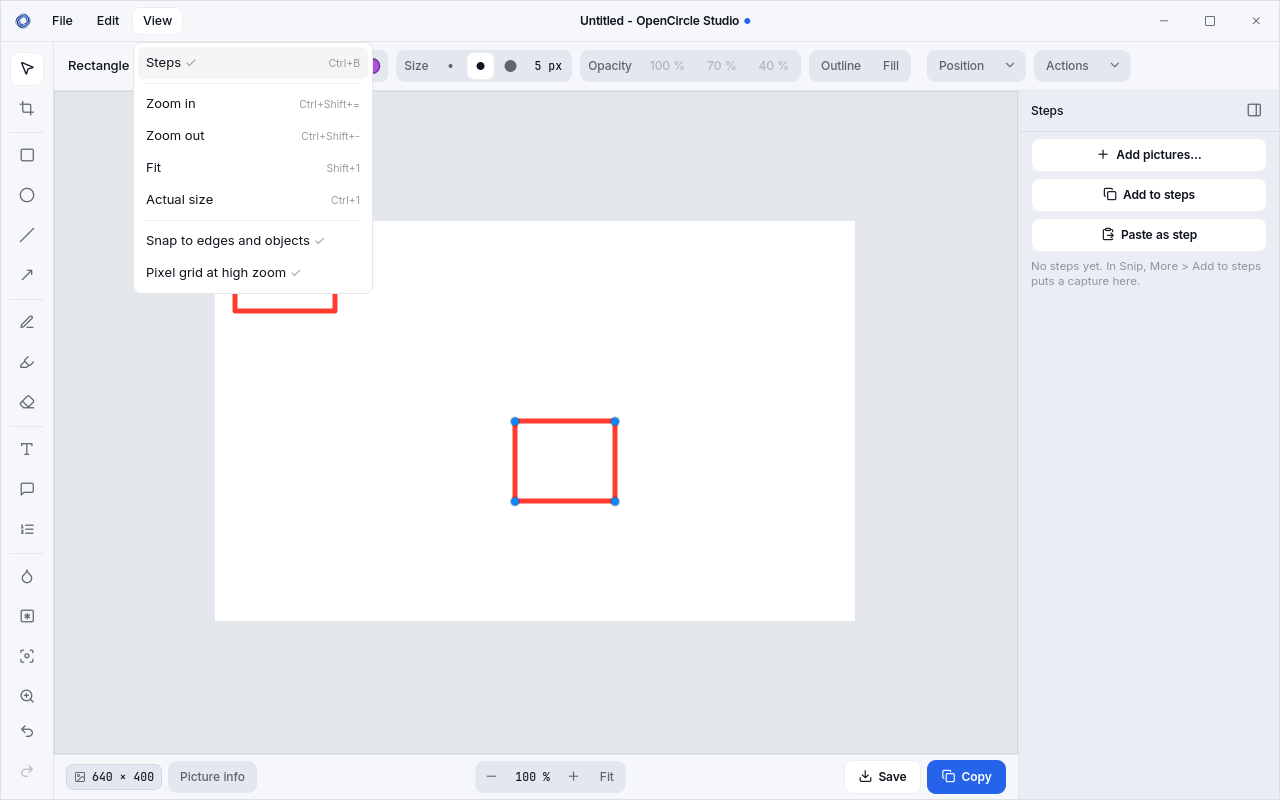 File Edit View Untitled - OpenCircle Studio
Rectangle Size 5 px Opacity 100 % 70 % 40 % Outline Fill Position Actions
Steps Ctrl+B
Zoom in Ctrl+Shift+=
Zoom out Ctrl+Shift+-
Fit Shift+1
Actual size Ctrl+1
Snap to edges and objects
Pixel grid at high zoom
Steps
Add pictures...
Add to steps
Paste as step
No steps yet. In Snip, More > Add to steps
puts a capture here.
640 × 400 Picture info 100 % Fit Save Copy